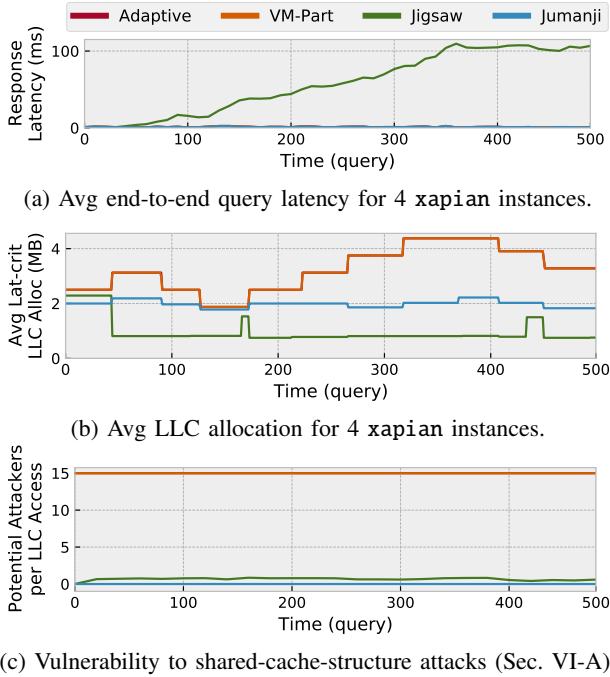 Adaptive VM-Part Jigsaw Jumanji
Response
Latency (ms)
100
0
0 100 200 300 400 500
Time (query)
(a) Avg end-to-end query latency for 4 xapian instances.
Avg Lat-crit
LLC Alloc (MB)
4
2
0
0 100 200 300 400 500
Time (query)
(b) Avg LLC allocation for 4 xapian instances.
Potential Attackers
per LLC Access
15
10
5
0
0 100 200 300 400 500
Time (query)
(c) Vulnerability to shared-cache-structure attacks (Sec. VI-A)